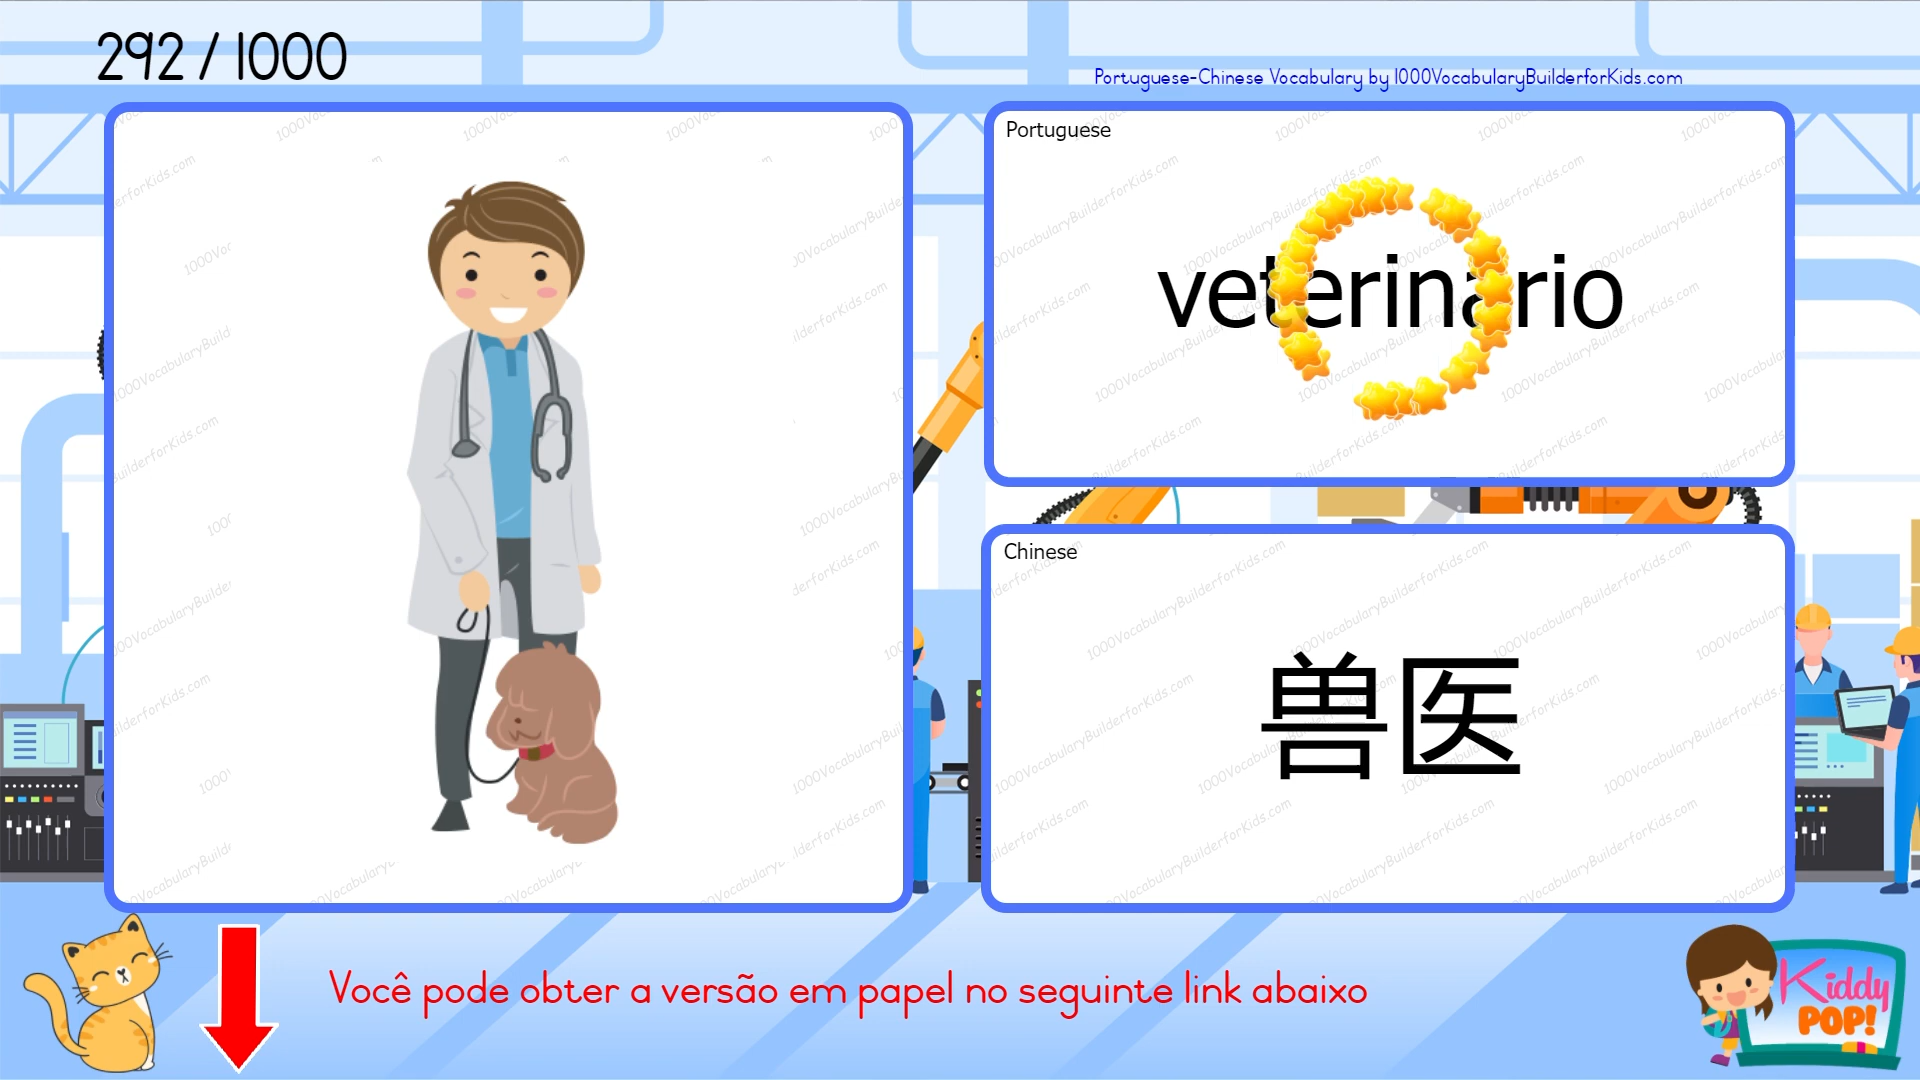 292 / 1000
Portuguese-Chinese Vocabulary by 1000VocabularyBuilderforKids.com
Portuguese
veterinario
Chinese
兽医
Você pode obter a versão em papel no seguinte link abaixo
Kiddy
POP!